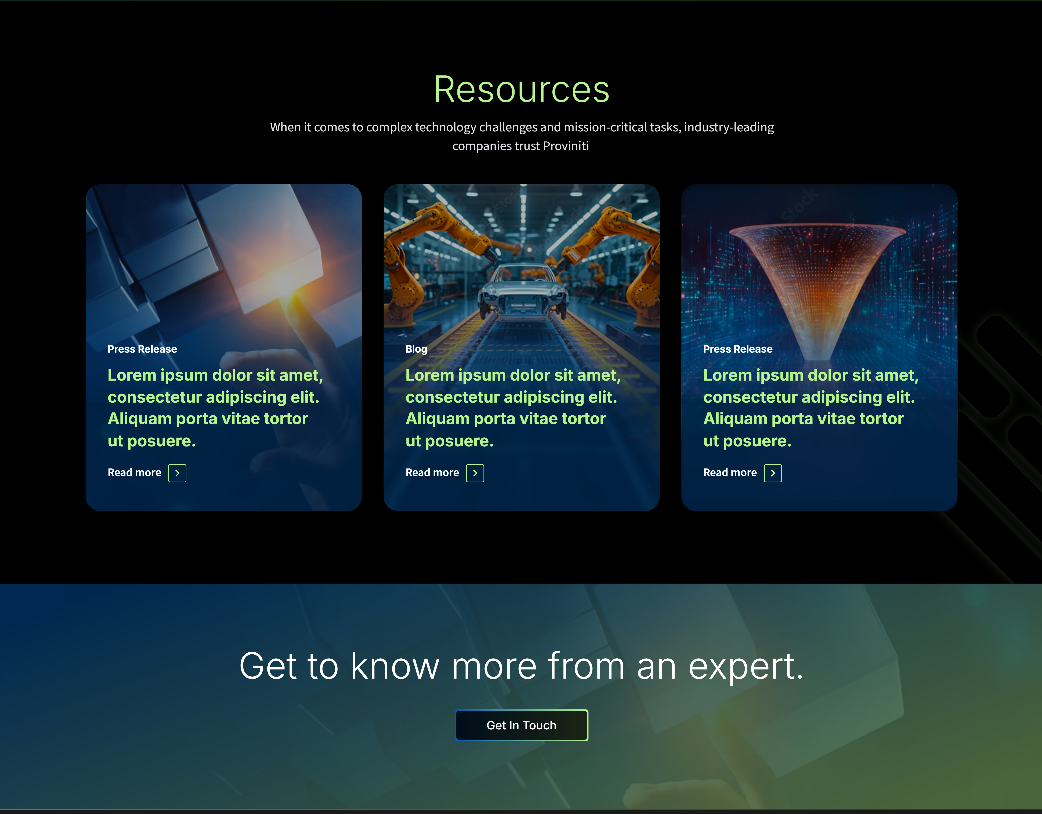 Resources
When it comes to complex technology challenges and mission-critical tasks, industry-leading
companies trust Proviniti
Press Release
Lorem ipsum dolor sit amet,
consectetur adipiscing elit.
Aliquam porta vitae tortor
ut posuere.
Read more
Blog
Lorem ipsum dolor sit amet,
consectetur adipiscing elit.
Aliquam porta vitae tortor
ut posuere.
Read more
Press Release
Lorem ipsum dolor sit amet,
consectetur adipiscing elit.
Aliquam porta vitae tortor
ut posuere.
Read more
Get to know more from an expert.
Get In Touch